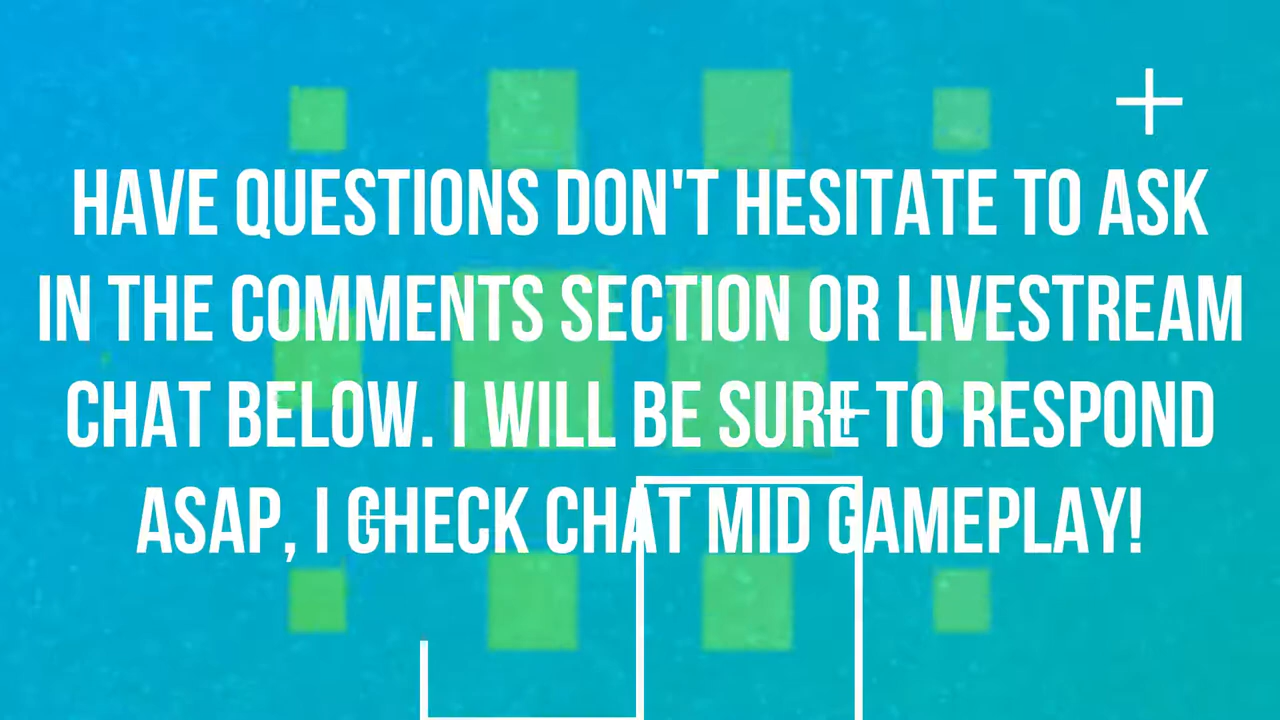 HAVE QUESTIONS DON'T HESITATE TO ASK
IN THE COMMENTS SECTION OR LIVESTREAM
CHAT BELOW. I WILL BE SURE TO RESPOND
ASAP, I CHECK CHAT MID GAMEPLAY!